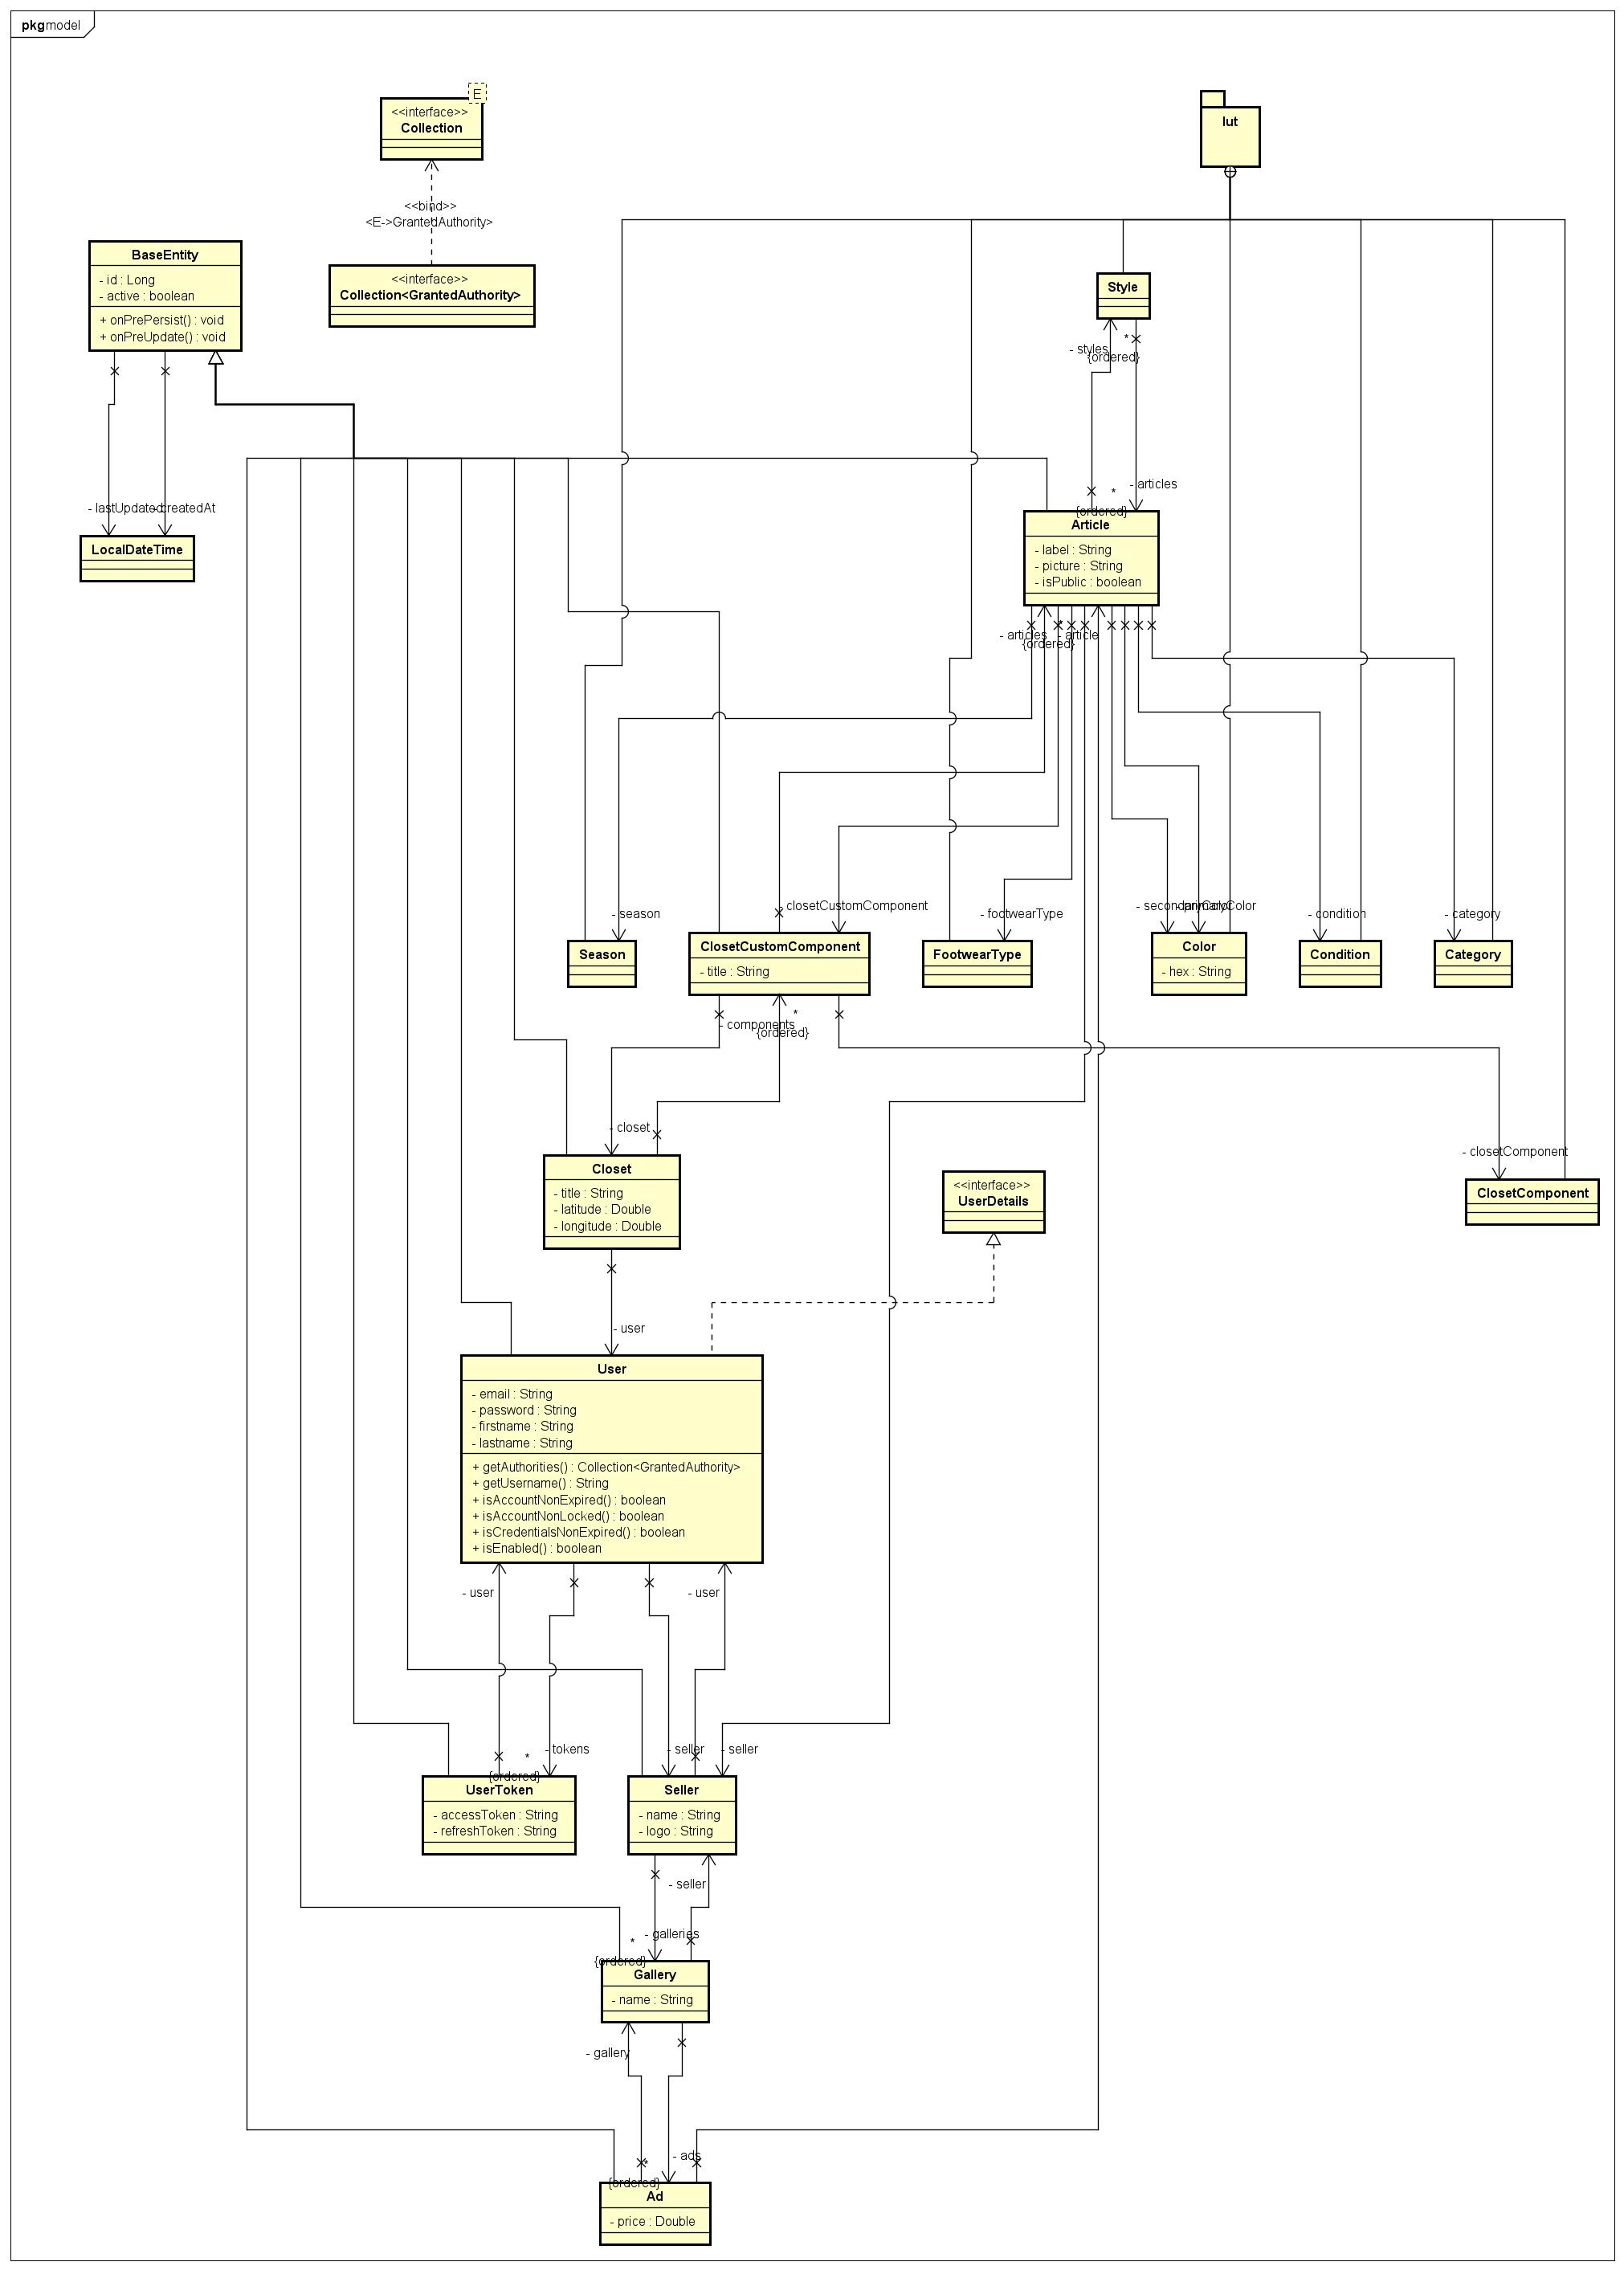 pkg model
E
<<interface>>
Collection
lut
<<bind>>
<E->GrantedAuthority>
BaseEntity
- id : Long
- active : boolean
+ onPrePersist() : void
+ onPreUpdate() : void
<<interface>>
Collection<GrantedAuthority>
Style
- styles
*
{ordered}
- articles
*
{ordered}
- lastUpdated
- createdAt
LocalDateTime
Article
- label : String
- picture : String
- isPublic : boolean
- articles
*
{ordered}
- article
- season
- closetCustomComponent
- footwearType
- secondaryColor
- primaryColor
- condition
- category
Season
ClosetCustomComponent
- title : String
FootwearType
Color
- hex : String
Condition
Category
- components
*
{ordered}
- closet
- closetComponent
Closet
- title : String
- latitude : Double
- longitude : Double
<<interface>>
UserDetails
ClosetComponent
- user
User
- email : String
- password : String
- firstname : String
- lastname : String
+ getAuthorities() : Collection<GrantedAuthority>
+ getUsername() : String
+ isAccountNonExpired() : boolean
+ isAccountNonLocked() : boolean
+ isCredentialsNonExpired() : boolean
+ isEnabled() : boolean
- user
- user
- tokens
*
{ordered}
- seller
- seller
UserToken
- accessToken : String
- refreshToken : String
Seller
- name : String
- logo : String
- seller
- galleries
*
{ordered}
Gallery
- name : String
- gallery
- ads
*
{ordered}
Ad
- price : Double